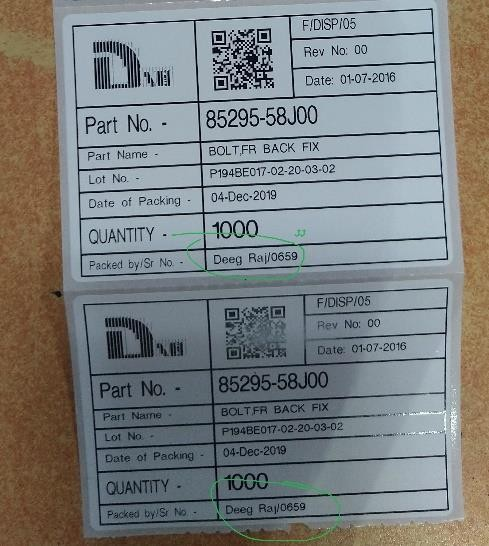 F/DISP/05
Rev No: 00
Date: 01-07-2016
Part No. - 85295-58J00
Part Name - BOLT,FR BACK FIX
Lot No. - P194BE017-02-20-03-02
Date of Packing - 04-Dec-2019
QUANTITY - 1000
Packed by/Sr No. - Deeg Raj/0659
F/DISP/05
Rev No: 00
Date: 01-07-2016
Part No. - 85295-58J00
Part Name - BOLT,FR BACK FIX
Lot No. - P194BE017-02-20-03-02
Date of Packing - 04-Dec-2019
QUANTITY - 1000
Packed by/Sr No. - Deeg Raj/0659